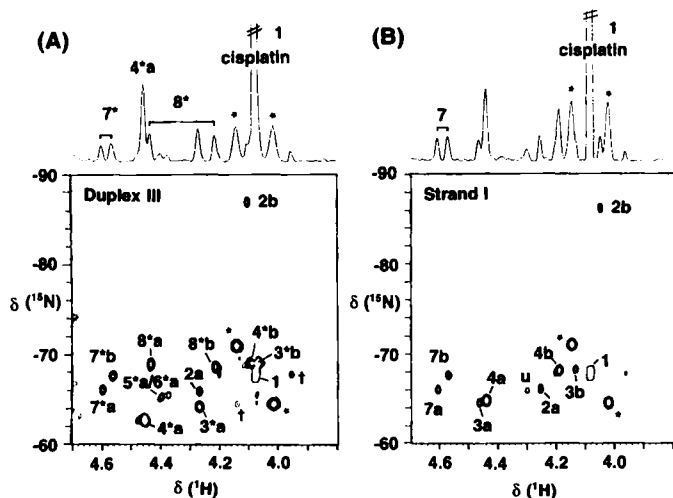 (A)
1
cisplatin
4*a
8*
7*
*
*
-90
Duplex III
2b
-80
δ (¹⁵N)
-70
*
4*b
8*a
8*b
3*b
7*b
5*a/6*a
2a
1
†
7*a
†
*
4*a
3*a
-60
4.6
4.4
4.2
4.0
δ (¹H)
(B)
1
cisplatin
*
*
7
-90
Strand I
2b
-80
δ (¹⁵N)
-70
*
7b
4b
1
u
4a
3b
7a
2a
3a
*
-60
4.6
4.4
4.2
4.0
δ (¹H)